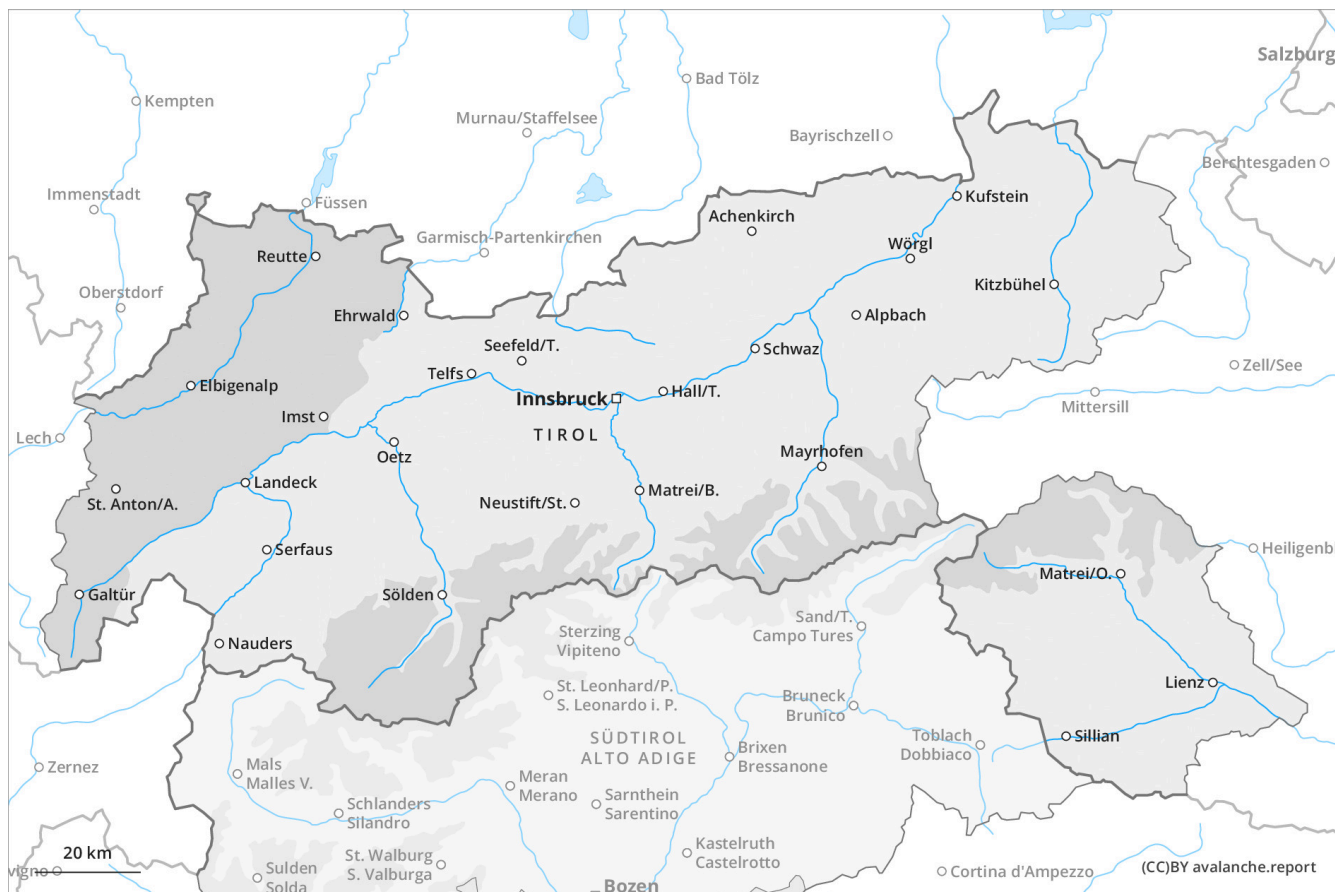 Salzburg
Bad Tölz
Kempten
Murnau/Staffelsee
Bayrischzell
Berchtesgaden
Immenstadt
Füssen
Kufstein
Achenkirch
Garmisch-Partenkirchen
Wörgl
Reutte
Kitzbühel
Oberstdorf
Ehrwald
Alpbach
Seefeld/T.
Schwaz
Zell/See
Telfs
Elbigenalp
Hall/T.
Innsbruck
Mittersill
Imst
Lech
TIROL
Oetz
Mayrhofen
Landeck
St. Anton/A.
Neustift/St.
Matrei/B.
Serfaus
Heiligenb
Matrei/O.
Galtür
Sölden
Sand/T.
Campo Tures
Sterzing
Vipiteno
Nauders
Lienz
St. Leonhard/P.
S. Leonardo i. P.
Bruneck
Brunico
Sillian
SÜDTIROL
ALTO ADIGE
Toblach
Dobbiaco
Brixen
Bressanone
Zernez
Mals
Malles V.
Meran
Merano
Schlanders
Silandro
Sarnthein
Sarentino
Kastelruth
Castelrotto
20 km
St. Walburg
S. Valburga
vigno
Sulden
Solda
Cortina d'Ampezzo
(CC)BY avalanche.report
Bozen